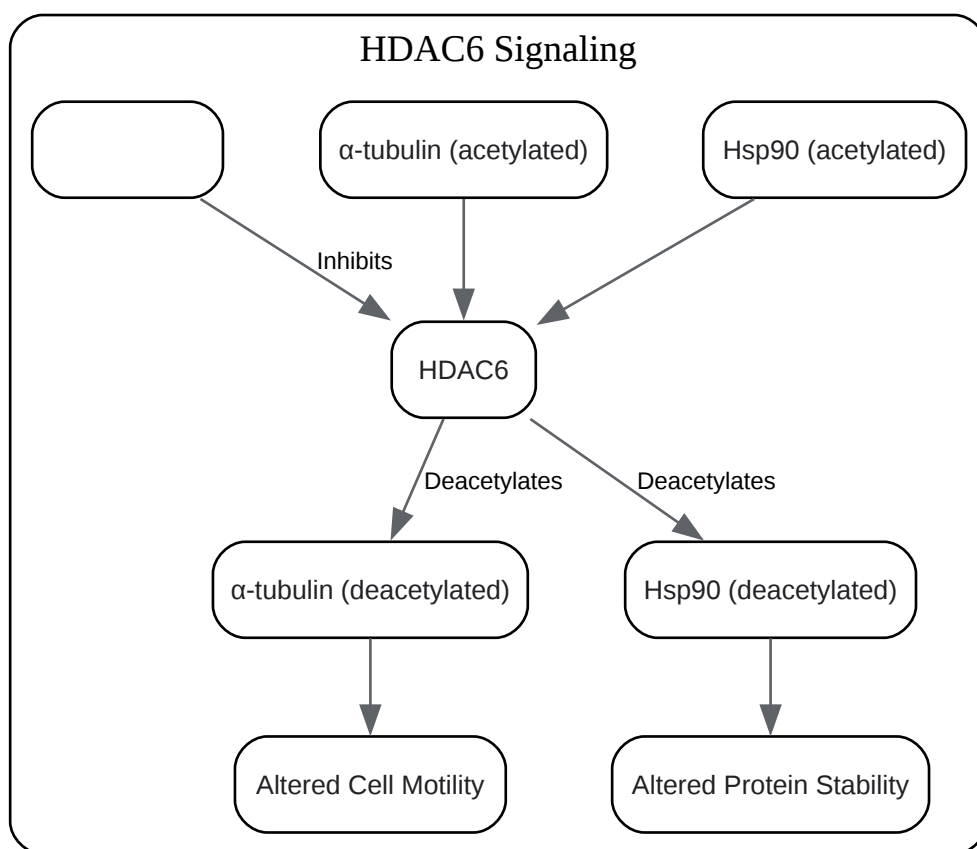 HDAC6 Signaling
α-tubulin (acetylated)
Hsp90 (acetylated)
Inhibits
HDAC6
Deacetylates
Deacetylates
α-tubulin (deacetylated)
Hsp90 (deacetylated)
Altered Cell Motility
Altered Protein Stability